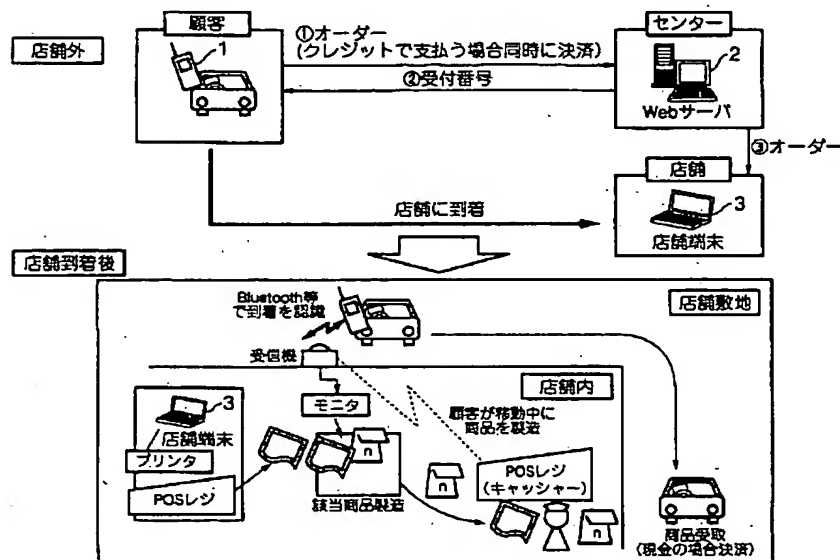 顧客
センター
店舗外
①オーダー
(クレジットで支払う場合同時に決済)
1
2
②受付番号
Webサーバ
③オーダー
店舗
3
店舗に到着
店舗端末
店舗到着後
Bluetooth等
で到着を認識
店舗敷地
受信機
店舗内
3
モニタ
店舗端末
顧客が移動中に
商品を製造
プリンタ
POSレジ
n
n
POSレジ
(キャッシャー)
該当商品製造
n
商品受取
(現金の場合決済)